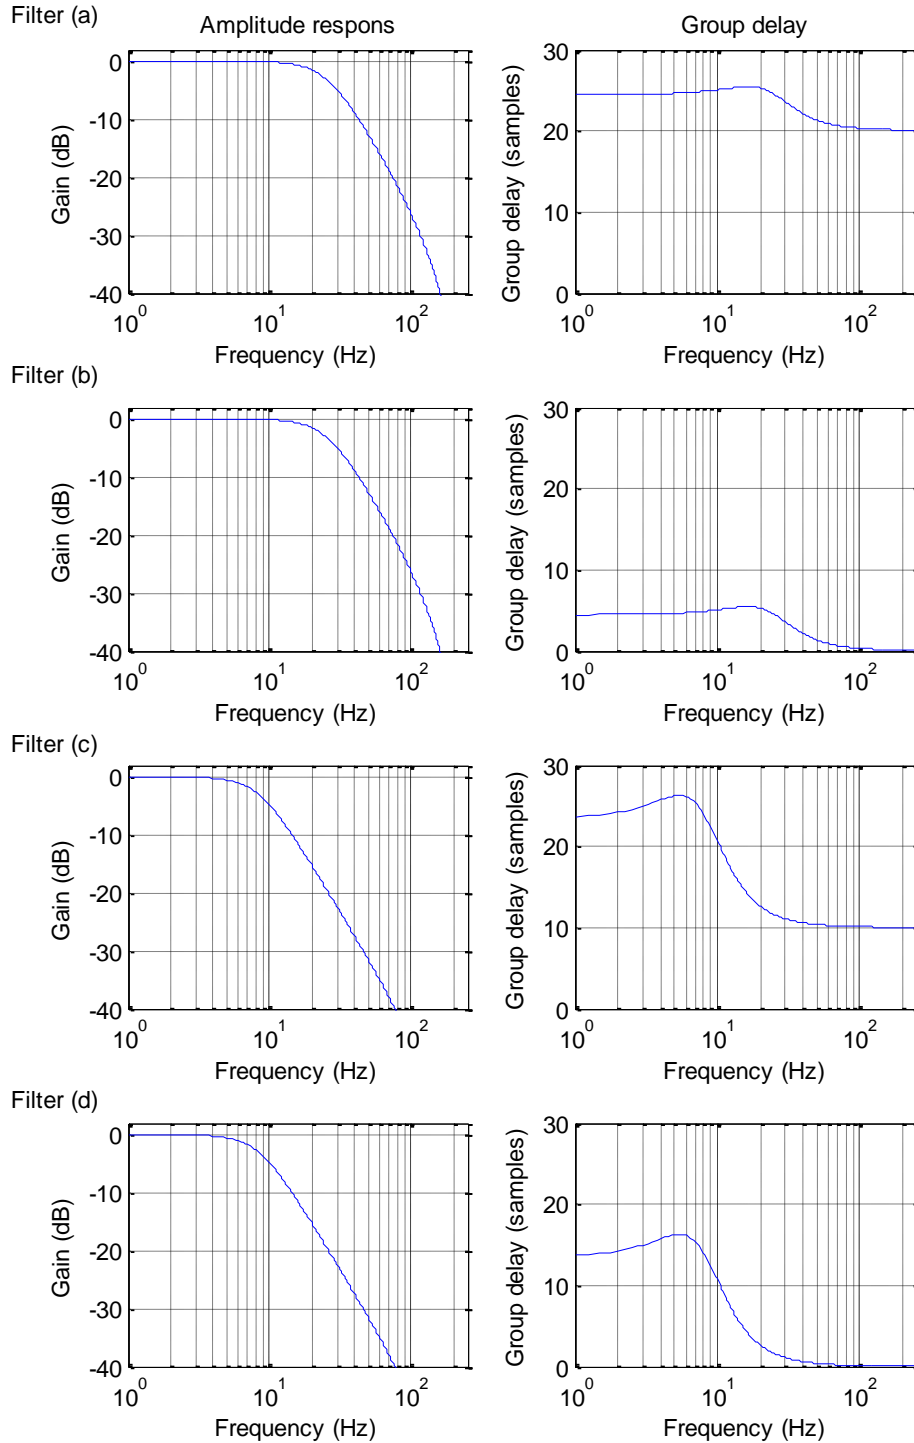 Filter (a)
Amplitude respons
Group delay
0
-10
-20
-30
-40
Gain (dB)
10^0
10^1
10^2
Frequency (Hz)
30
20
10
0
Group delay (samples)
10^0
10^1
10^2
Frequency (Hz)
Filter (b)
0
-10
-20
-30
-40
Gain (dB)
10^0
10^1
10^2
Frequency (Hz)
30
20
10
0
Group delay (samples)
10^0
10^1
10^2
Frequency (Hz)
Filter (c)
0
-10
-20
-30
-40
Gain (dB)
10^0
10^1
10^2
Frequency (Hz)
30
20
10
0
Group delay (samples)
10^0
10^1
10^2
Frequency (Hz)
Filter (d)
0
-10
-20
-30
-40
Gain (dB)
10^0
10^1
10^2
Frequency (Hz)
30
20
10
0
Group delay (samples)
10^0
10^1
10^2
Frequency (Hz)